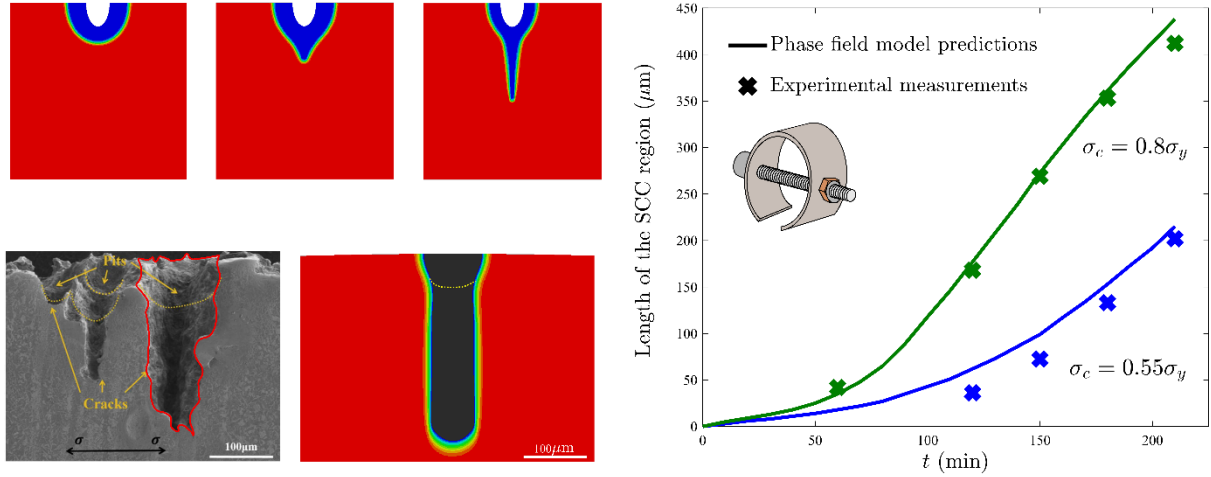 Pits
Cracks
σ
σ
100μm
100μm
Length of the SCC region (μm)
450
400
350
300
250
200
150
100
50
0
Phase field model predictions
Experimental measurements
σc = 0.8σy
σc = 0.55σy
0
50
100
150
200
t (min)